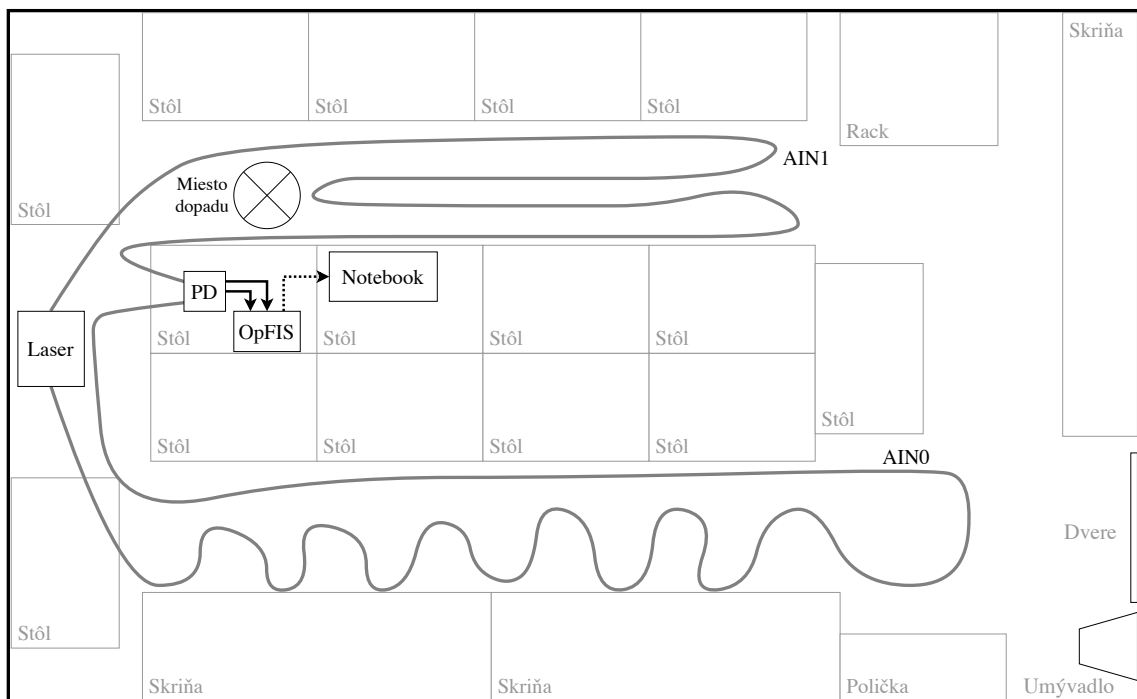 Skriňa
Stôl
Stôl
Stôl
Stôl
Rack
AIN1
Miesto
dopadu
Stôl
PD
Notebook
OpFIS
Laser
Stôl
Stôl
Stôl
Stôl
Stôl
Stôl
Stôl
Stôl
Stôl
AIN0
Dvere
Stôl
Skriňa
Skriňa
Polička
Umývadlo